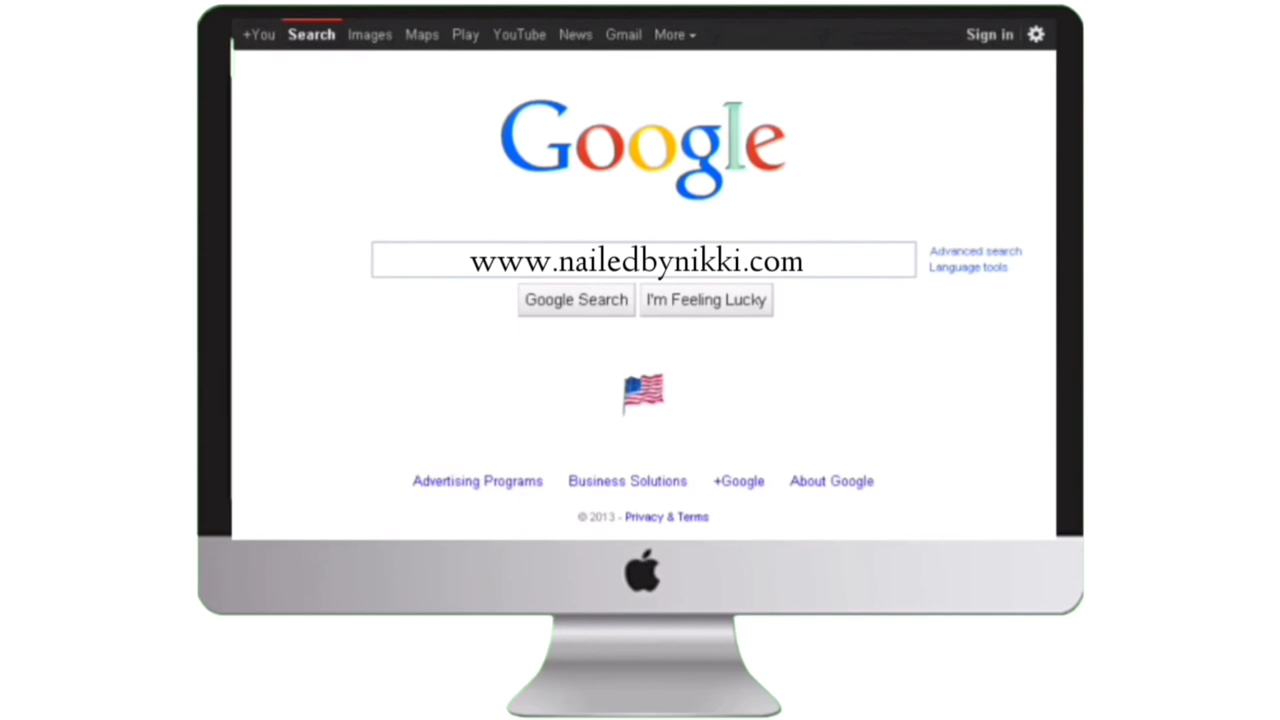 +You Search Images Maps Play YouTube News Gmail More Sign in
Google
www.nailedbynikki.com
Advanced search
Language tools
Google Search I'm Feeling Lucky
Advertising Programs Business Solutions +Google About Google
© 2013 - Privacy & Terms